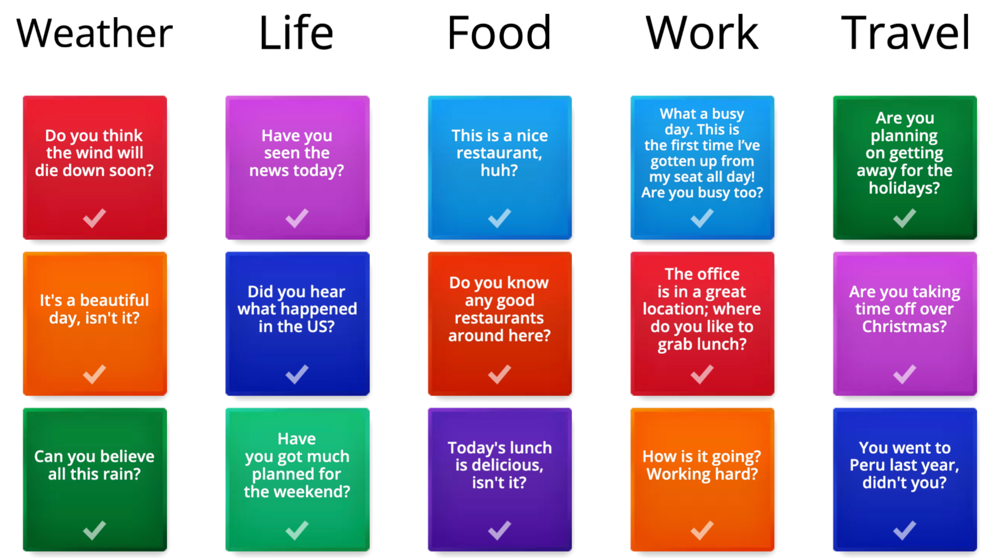 Weather
Life
Food
Work
Travel
Do you think
the wind will
die down soon?
Have you
seen the
news today?
This is a nice
restaurant,
huh?
What a busy
day. This is
the first time I’ve
gotten up from
my seat all day!
Are you busy too?
Are you
planning
on getting
away for the
holidays?
It's a beautiful
day, isn't it?
Did you hear
what happened
in the US?
Do you know
any good
restaurants
around here?
The office
is in a great
location; where
do you like to
grab lunch?
Are you taking
time off over
Christmas?
Can you believe
all this rain?
Have
you got much
planned for
the weekend?
Today's lunch
is delicious,
isn't it?
How is it going?
Working hard?
You went to
Peru last year,
didn't you?